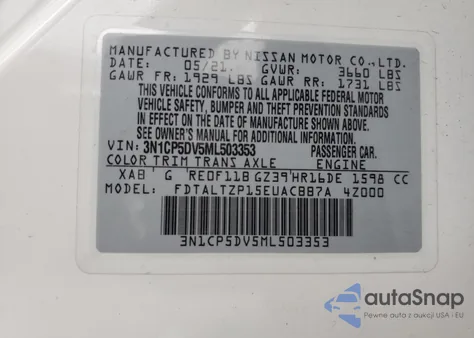 MANUFACTURED BY NISSAN MOTOR CO.,LTD.
DATE: 05/21. GVWR: 3660 LBS
GAWR FR: 1929 LBS GAWR RR: 1731 LBS
THIS VEHICLE CONFORMS TO ALL APPLICABLE FEDERAL MOTOR
VEHICLE SAFETY, BUMPER AND THEFT PREVENTION STANDARDS
IN EFFECT ON THE DATE OF MANUFACTURE SHOWN ABOVE.
SEE OWNER'S MANUAL FOR ADDITIONAL INFORMATION.
VIN: 3N1CP5DV5ML503353 PASSENGER CAR
COLOR TRIM TRANS AXLE ENGINE
XAB G RE0F11B GZ39 HR16DE 1598 CC
MODEL: FDTALTZP15EUACBB7A 4Z000
3N1CP5DV5ML503353
autoSnap
Pewne auta z aukcji USA i EU